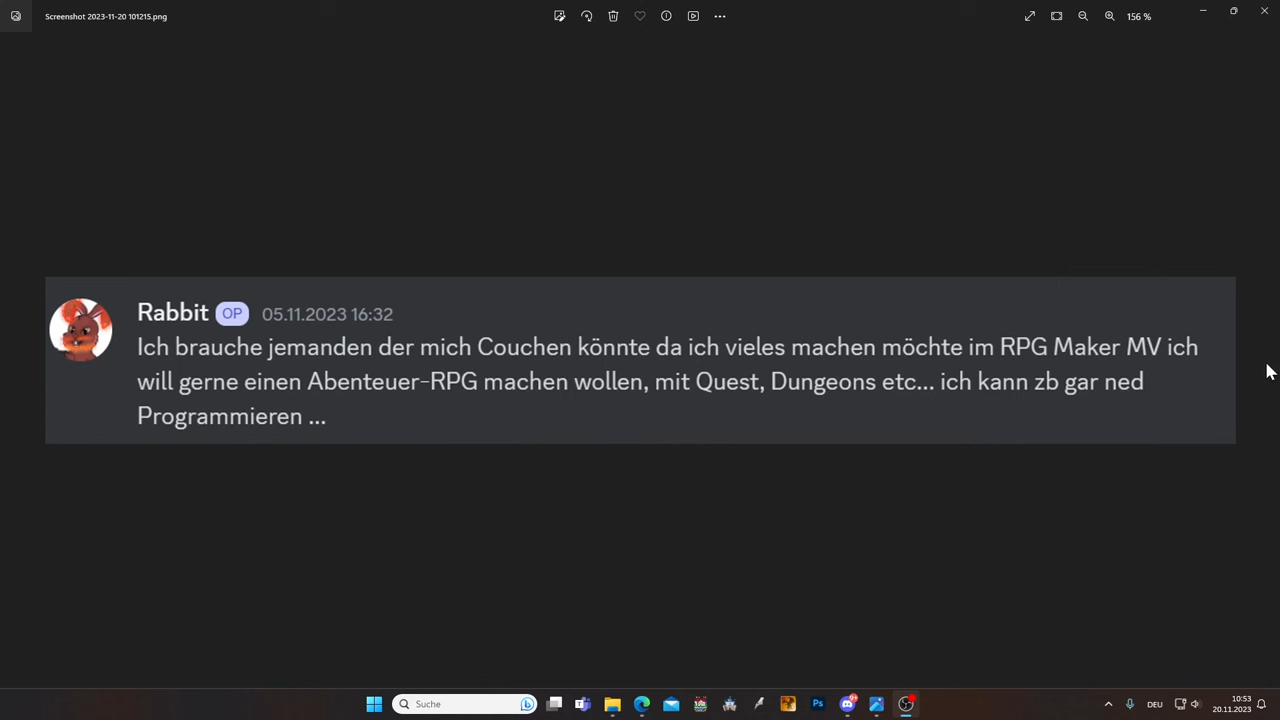 Screenshot 2023-11-20 101215.png
156 %
Rabbit OP 05.11.2023 16:32
Ich brauche jemanden der mich Couchen könnte da ich vieles machen möchte im RPG Maker MV ich
will gerne einen Abenteuer-RPG machen wollen, mit Quest, Dungeons etc... ich kann zb gar ned
Programmieren ...
Suche
DEU
10:53
20.11.2023